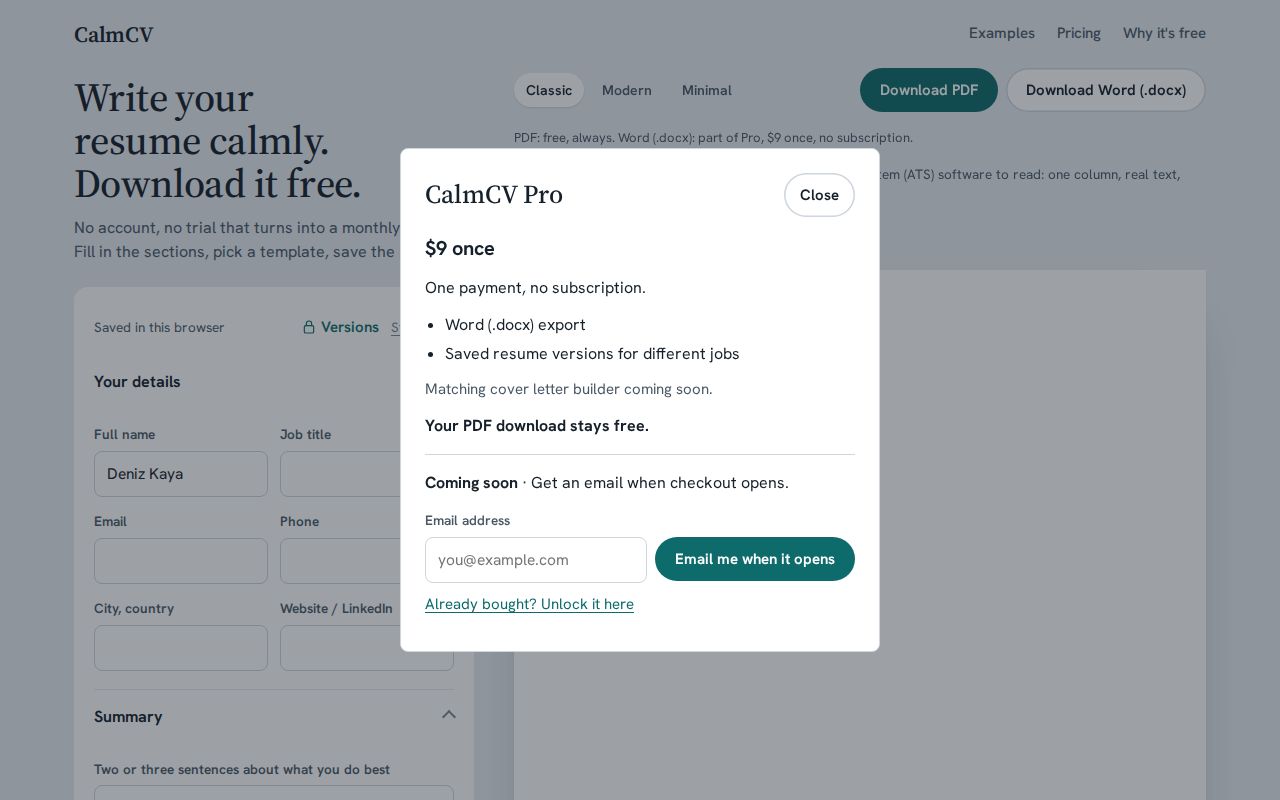 CalmCV
Examples
Pricing
Why it's free
Write your
resume calmly.
Download it free.
No account, no trial that turns into a monthly
Fill in the sections, pick a template, save the
Classic
Modern
Minimal
Download PDF
Download Word (.docx)
PDF: free, always. Word (.docx): part of Pro, $9 once, no subscription.
(ATS) software to read: one column, real text,
Saved in this browser
Versions
Your details
Full name
Job title
Deniz Kaya
Email
Phone
City, country
Website / LinkedIn
Summary
Two or three sentences about what you do best
CalmCV Pro
Close
$9 once
One payment, no subscription.
• Word (.docx) export
• Saved resume versions for different jobs
Matching cover letter builder coming soon.
Your PDF download stays free.
Coming soon · Get an email when checkout opens.
Email address
you@example.com
Email me when it opens
Already bought? Unlock it here